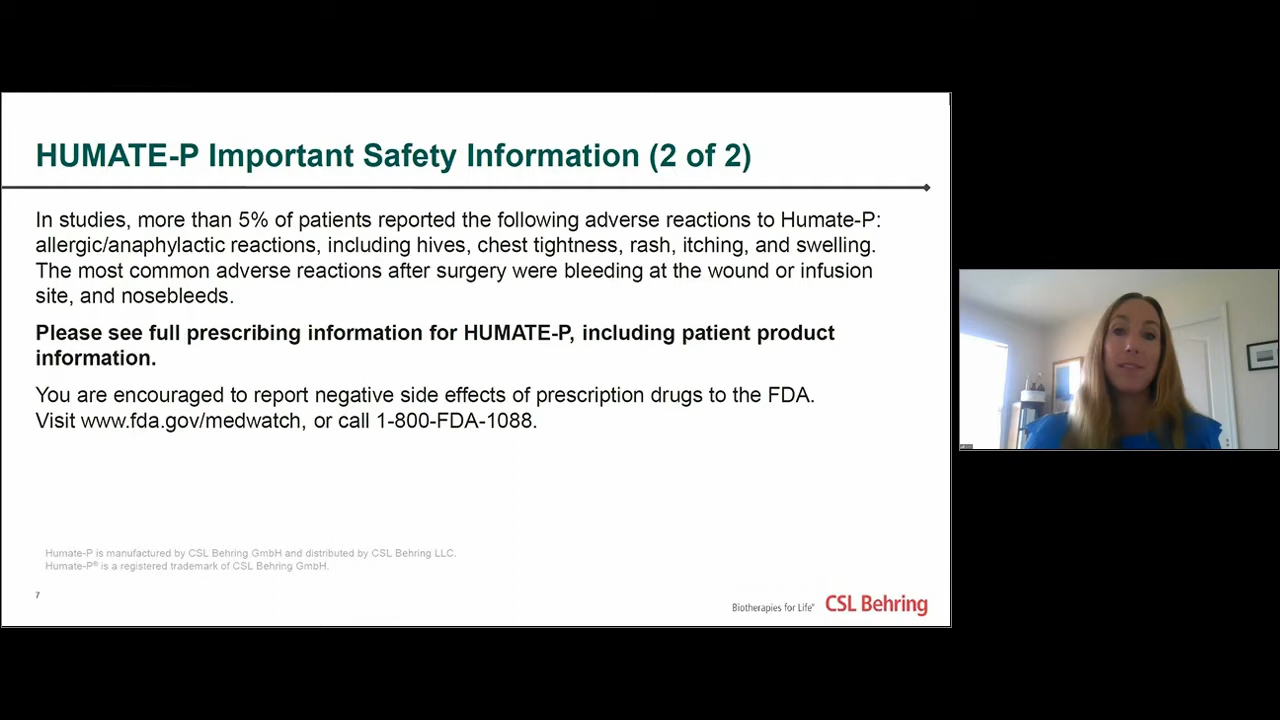 HUMATE-P Important Safety Information (2 of 2)
In studies, more than 5% of patients reported the following adverse reactions to Humate-P:
allergic/anaphylactic reactions, including hives, chest tightness, rash, itching, and swelling.
The most common adverse reactions after surgery were bleeding at the wound or infusion
site, and nosebleeds.
Please see full prescribing information for HUMATE-P, including patient product
information.
You are encouraged to report negative side effects of prescription drugs to the FDA.
Visit www.fda.gov/medwatch, or call 1-800-FDA-1088.
Humate-P is manufactured by CSL Behring GmbH and distributed by CSL Behring LLC.
Humate-P® is a registered trademark of CSL Behring GmbH.
7
Biotherapies for Life® CSL Behring